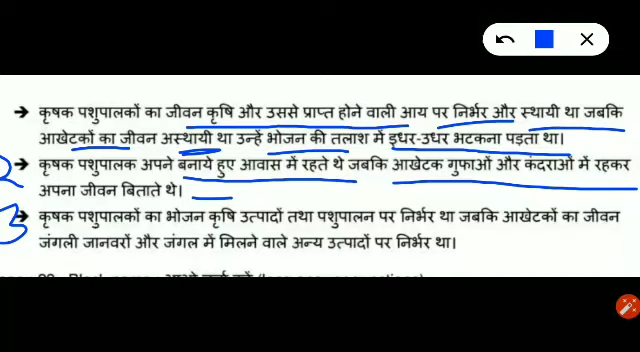 ➔ कृषक पशुपालकों का जीवन कृषि और उससे प्राप्त होने वाली आय पर निर्भर और स्थायी था जबकि
आखेटकों का जीवन अस्थायी था उन्हें भोजन की तलाश में इधर-उधर भटकना पड़ता था।
➔ कृषक पशुपालक अपने बनाये हुए आवास में रहते थे जबकि आखेटक गुफाओं और कंदराओं में रहकर
अपना जीवन बिताते थे।
3 कृषक पशुपालकों का भोजन कृषि उत्पादों तथा पशुपालन पर निर्भर था जबकि आखेटकों का जीवन
जंगली जानवरों और जंगल में मिलने वाले अन्य उत्पादों पर निर्भर था।